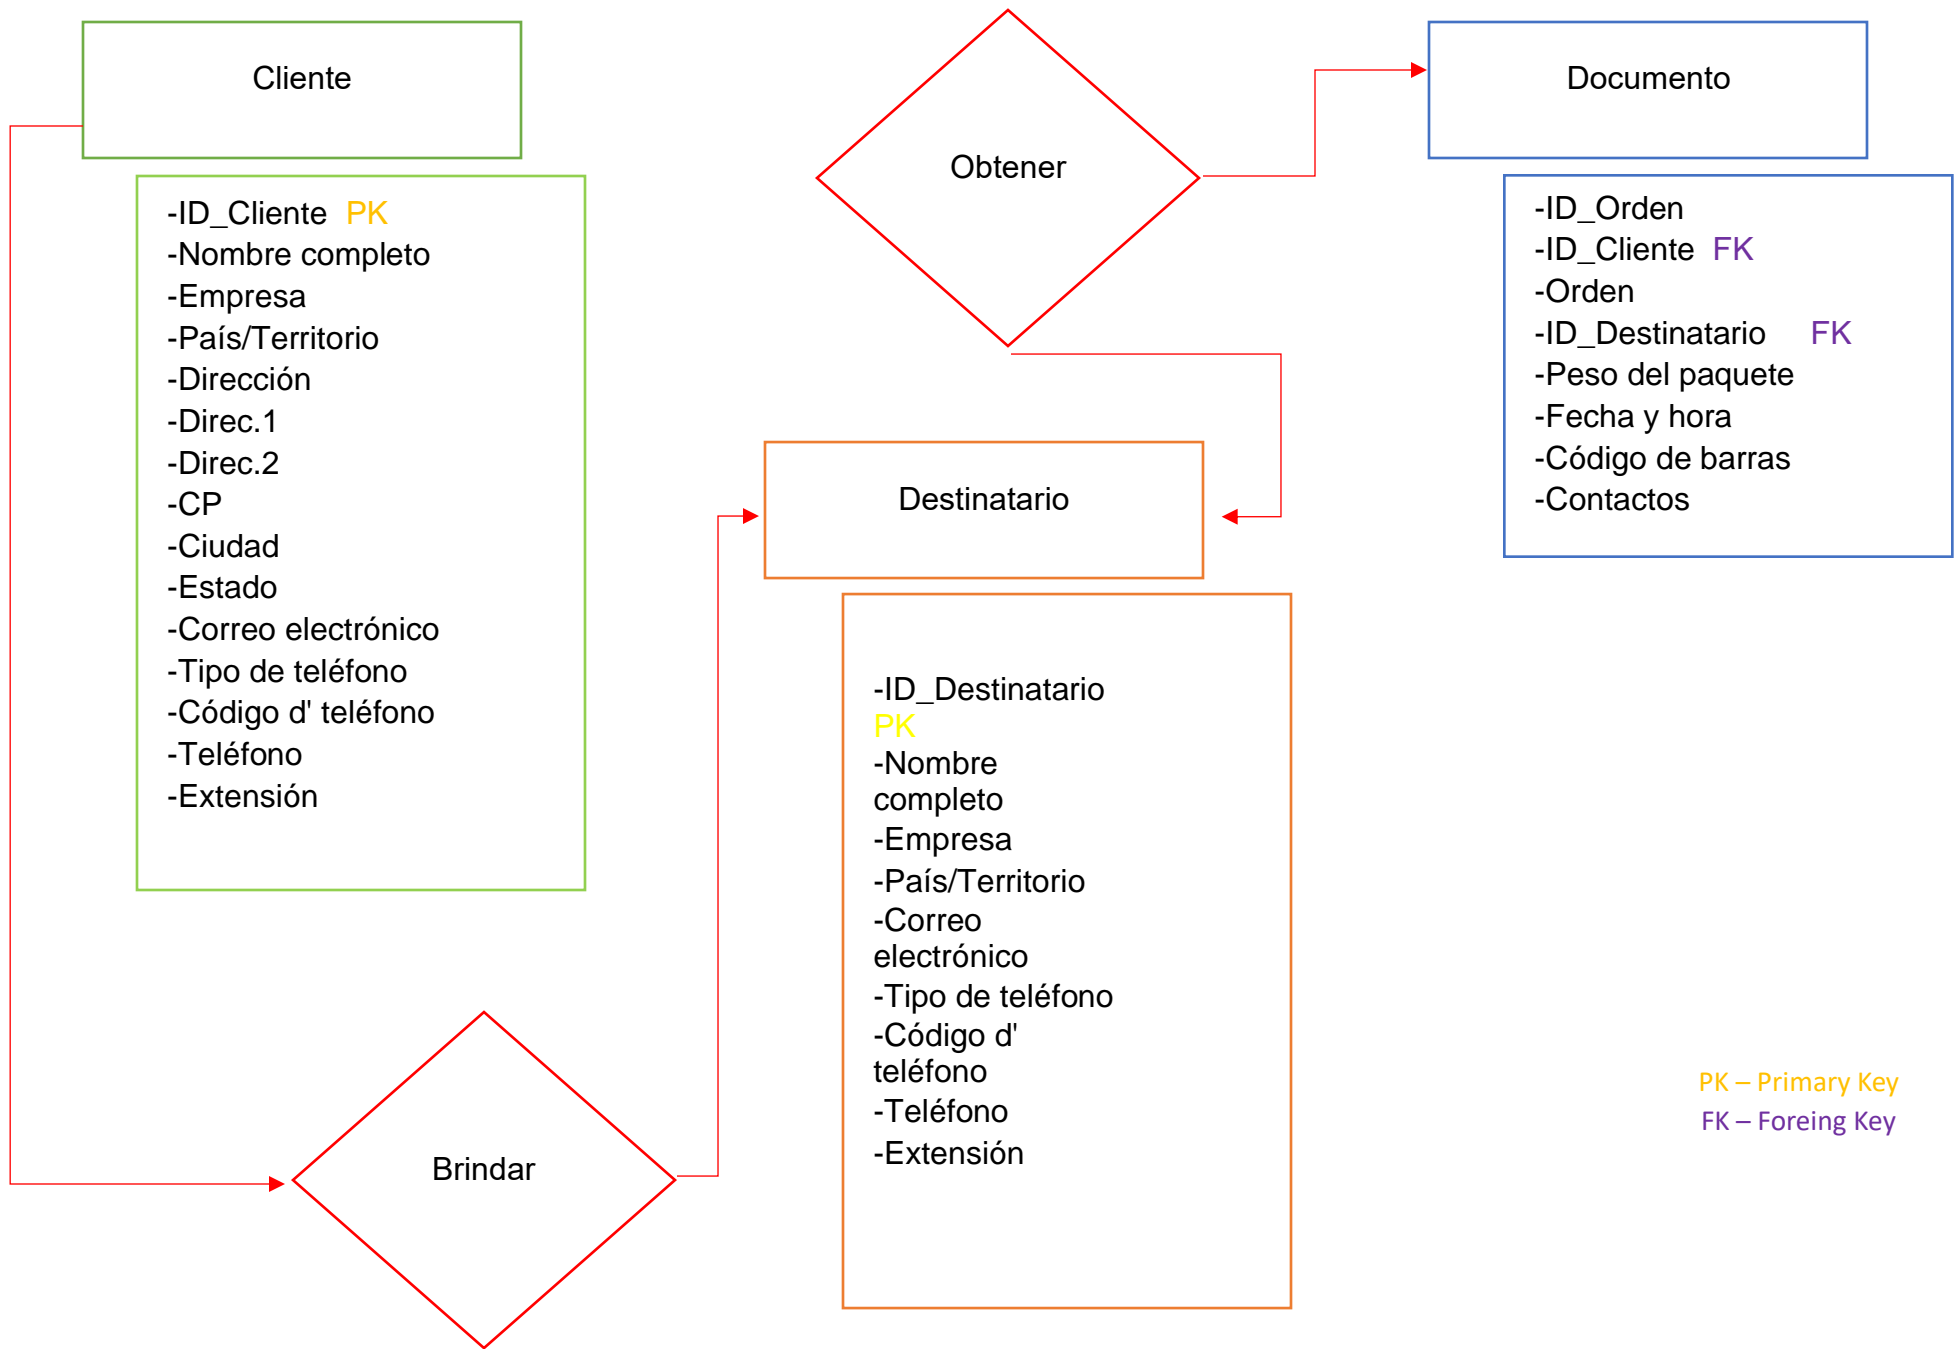 Cliente
-ID_Cliente PK
-Nombre completo
-Empresa
-País/Territorio
-Dirección
-Direc.1
-Direc.2
-CP
-Ciudad
-Estado
-Correo electrónico
-Tipo de teléfono
-Código d' teléfono
-Teléfono
-Extensión
Obtener
Documento
-ID_Orden
-ID_Cliente FK
-Orden
-ID_Destinatario FK
-Peso del paquete
-Fecha y hora
-Código de barras
-Contactos
Destinatario
-ID_Destinatario
PK
-Nombre
completo
-Empresa
-País/Territorio
-Correo
electrónico
-Tipo de teléfono
-Código d'
teléfono
-Teléfono
-Extensión
Brindar
PK – Primary Key
FK – Foreing Key